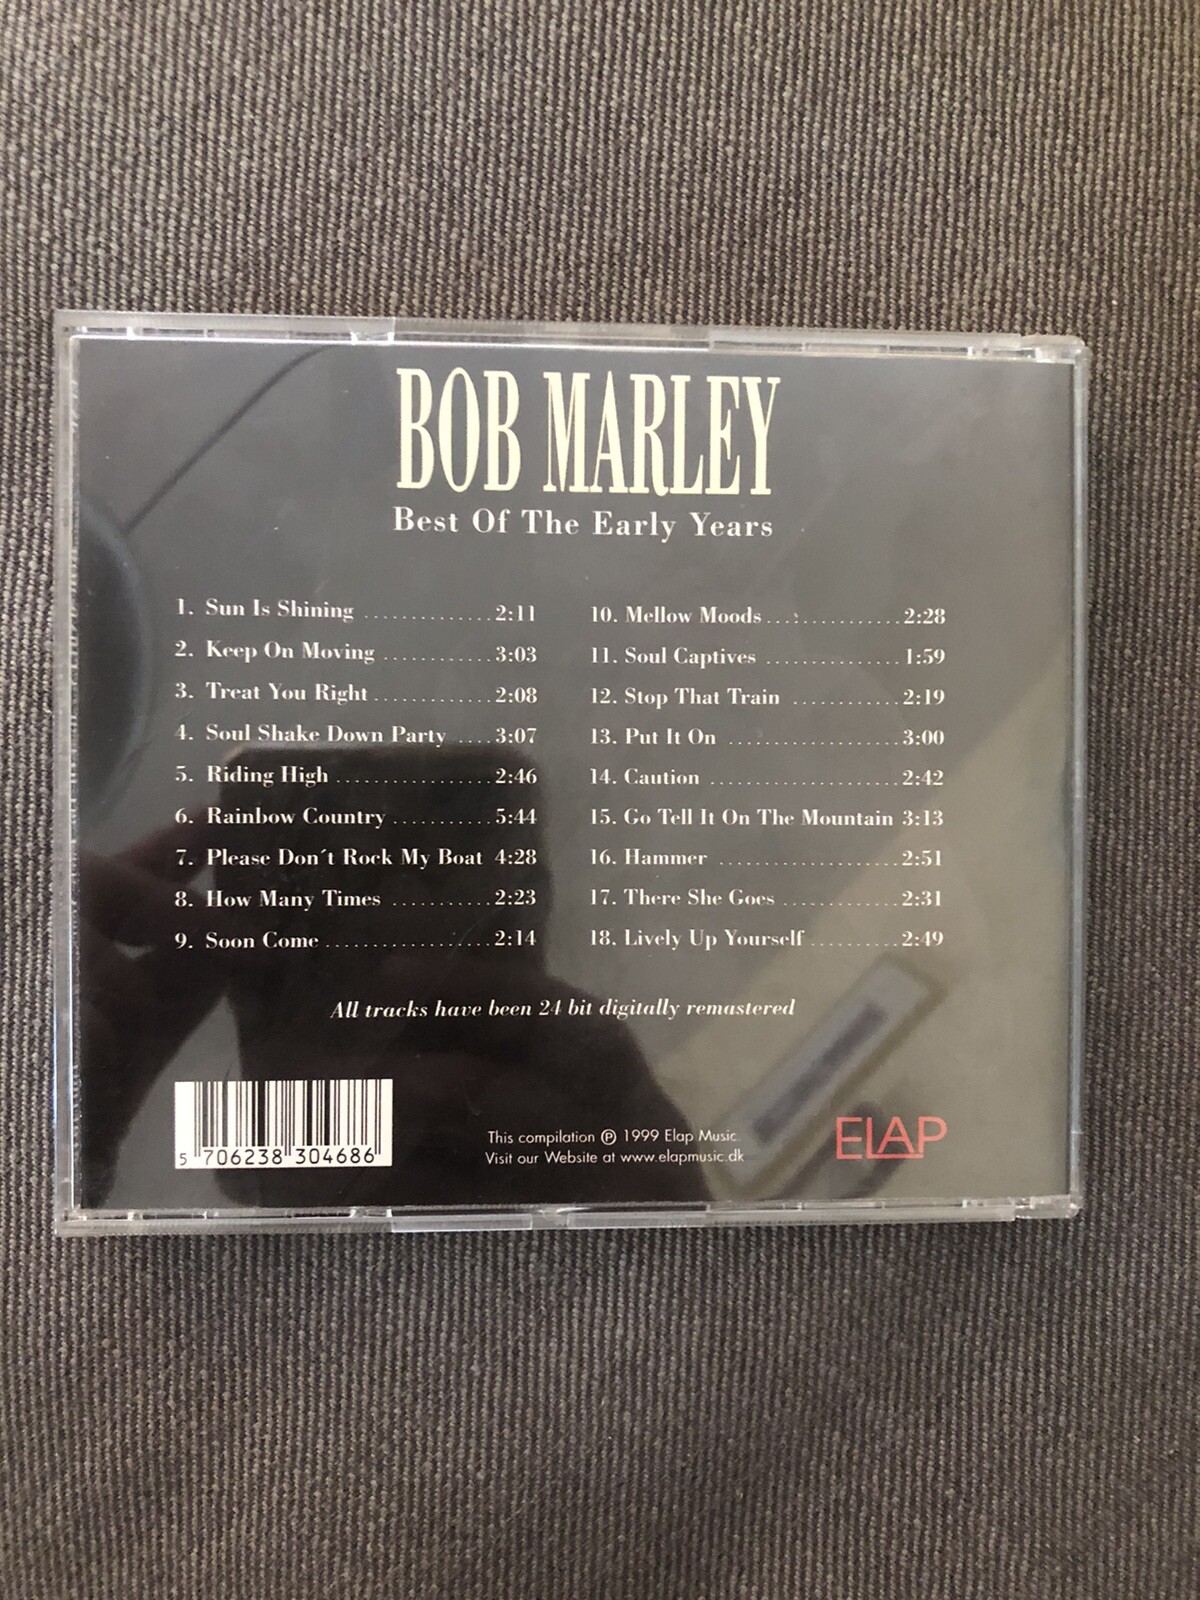 BOB MARLEY
Best Of The Early Years
1. Sun Is Shining ............... 2:11
2. Keep On Moving ............ 3:03
3. Treat You Right ............. 2:08
4. Soul Shake Down Party .... 3:07
5. Riding High .................. 2:46
6. Rainbow Country ........... 5:44
7. Please Don´t Rock My Boat 4:28
8. How Many Times ........... 2:23
9. Soon Come ................... 2:14
10. Mellow Moods ............... 2:28
11. Soul Captives ............... 1:59
12. Stop That Train ............ 2:19
13. Put It On ................... 3:00
14. Caution ..................... 2:42
15. Go Tell It On The Mountain 3:13
16. Hammer .................... 2:51
17. There She Goes ............. 2:31
18. Lively Up Yourself .......... 2:49
All tracks have been 24 bit digitally remastered
5 706238 304686
This compilation ℗ 1999 Elap Music.
Visit our Website at www.elapmusic.dk
ELAP